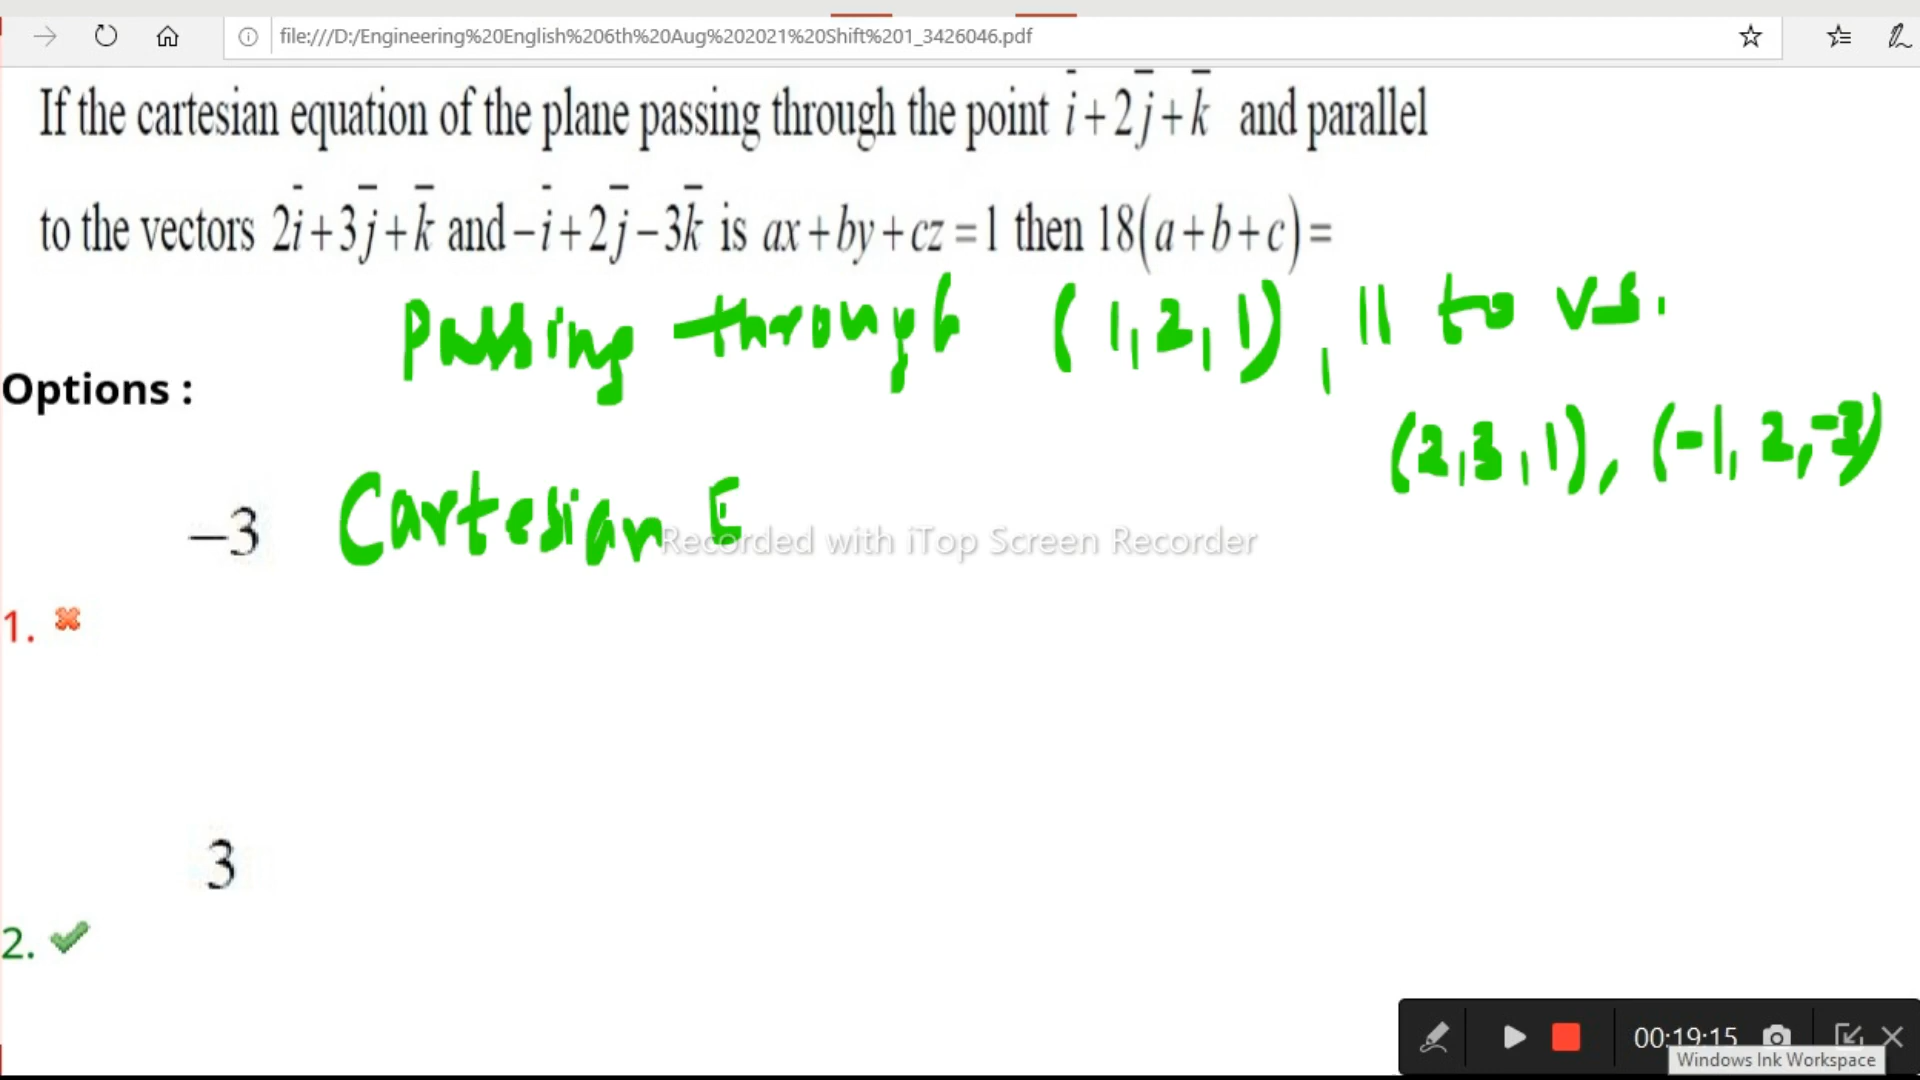 file:///D:/Engineering%20English%206th%20Aug%202021%20Shift%201_3426046.pdf
If the cartesian equation of the plane passing through the point i̅+2j̅+k̅ and parallel
to the vectors 2i̅+3j̅+k̅ and -i̅+2j̅-3k̅ is ax+by+cz=1 then 18(a+b+c)=
passing through (1,2,1), || to vs.
Options :
(2,3,1), (-1,2,-3)
-3
Cartesian E
Recorded with iTop Screen Recorder
1.
3
2.
00:19:15
Windows Ink Workspace